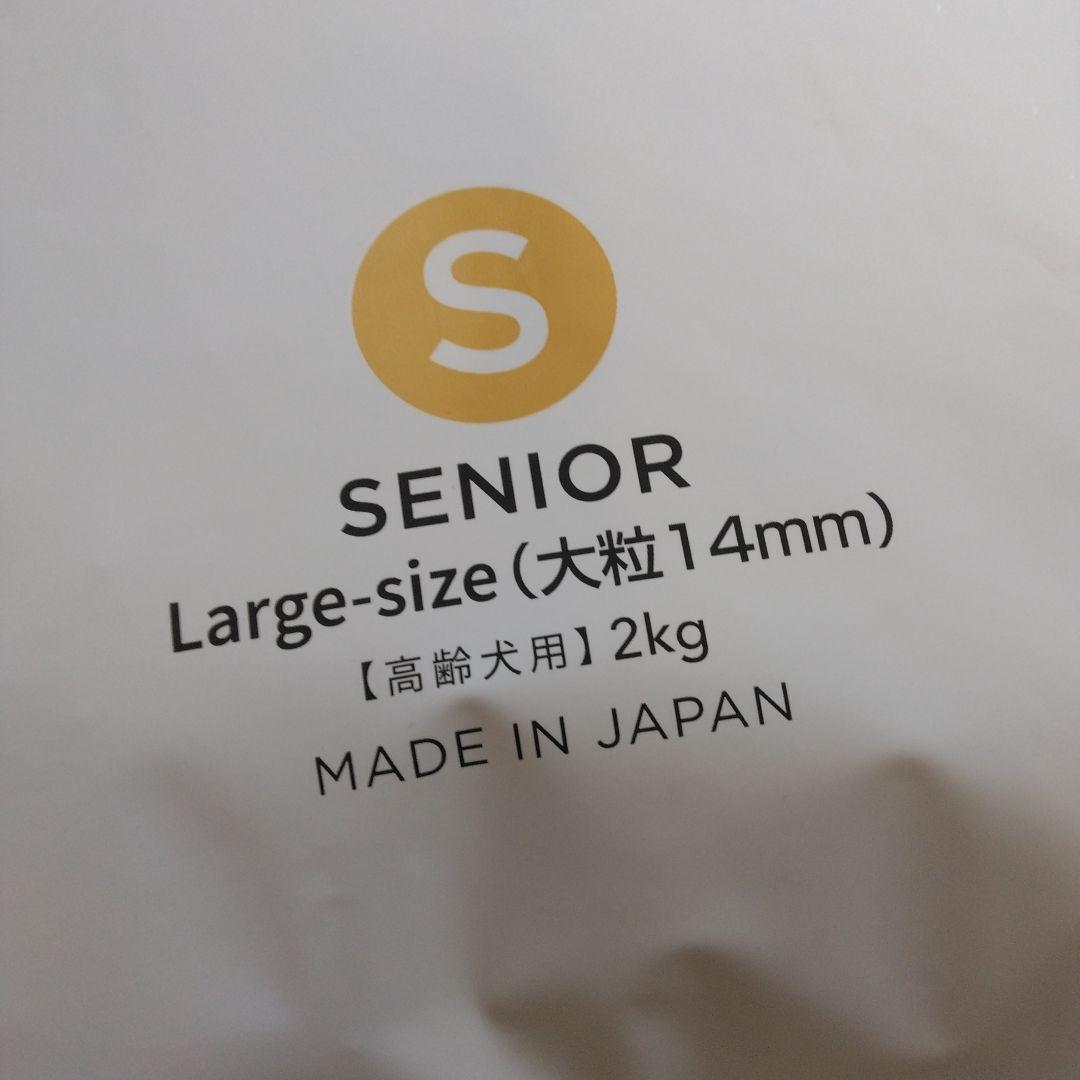 S
SENIOR
Large-size(大粒14mm)
【高齢犬用】2kg
MADE IN JAPAN